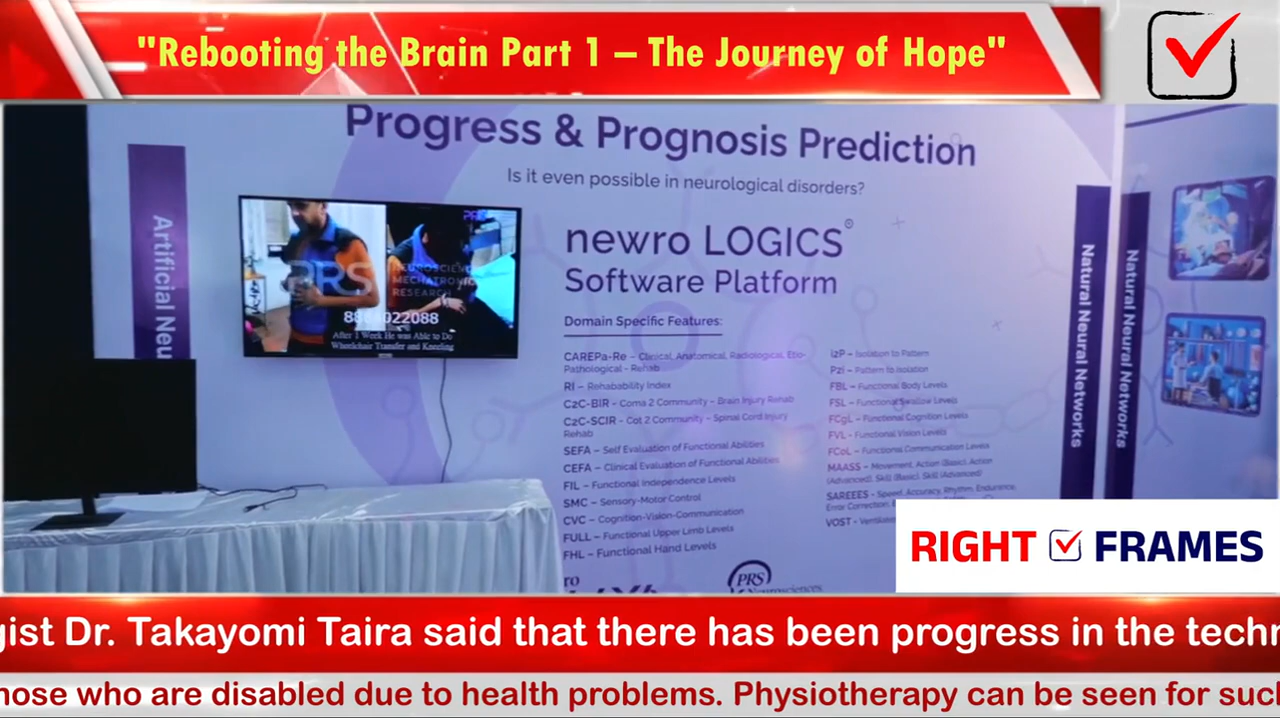 "Rebooting the Brain Part 1 – The Journey of Hope"
Progress & Prognosis Prediction
Is it even possible in neurological disorders?
Artificial Neu
newro LOGICS
Software Platform
Domain Specific Features:
CAREPa-Re – Clinical, Anatomical, Radiological, Etio-
Pathological - Rehab
RI – Rehabability Index
C2C-BIR – Coma 2 Community – Brain Injury Rehab
C2C-SCIR – Cot 2 Community – Spinal Cord Injury
Rehab
SEFA – Self Evaluation of Functional Abilities
CEFA – Clinical Evaluation of Functional Abilities
FIL – Functional Independence Levels
SMC – Sensory-Motor Control
CVC – Cognition-Vision-Communication
FULL – Functional Upper Limb Levels
FHL – Functional Hand Levels
I2P – Isolation to Pattern
P2i – Pattern to Isolation
FBL – Functional Body Levels
FSL – Functional Swallow Levels
FCgL – Functional Cognition Levels
FVL – Functional Vision Levels
FCoL – Functional Communication Levels
MAASS – Movement, Action (Basic), Action
(Advanced), Skill (Basic), Skill (Advanced)
SAREEES – Speed, Accuracy, Rhythm, Endurance,
Error Correction,
VOST – Ventilator
Natural Neural Networks
Natural Neural Networks
PRS
NEUROSCIENCE
MECHATRONIC
RESEARCH
022088
After 1 Week He was Able to Do
Wheelchair Transfer and Kneeling
PRS
Neurosciences
RIGHT FRAMES
gist Dr. Takayomi Taira said that there has been progress in the techn
hose who are disabled due to health problems. Physiotherapy can be seen for such